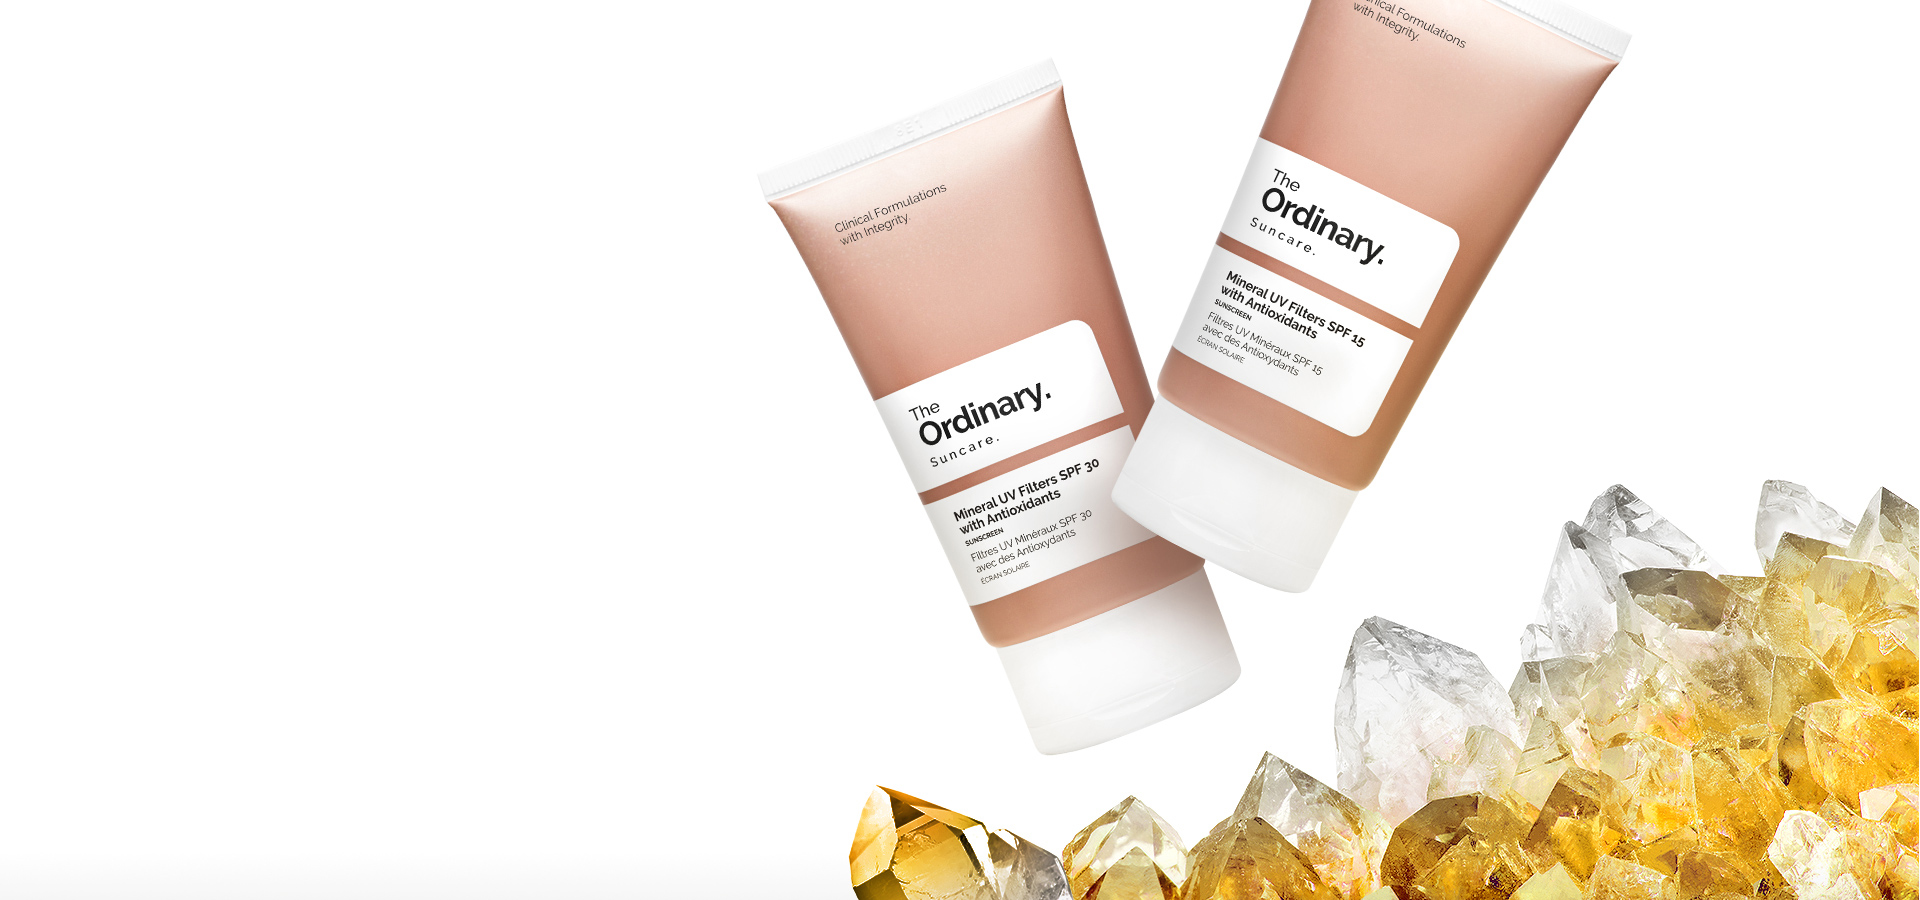 Clinical Formulations
with Integrity.
The
Ordinary.
Suncare.
Mineral UV Filters SPF 30
with Antioxidants
SUNSCREEN
Filtres UV Minéraux SPF 30
avec des Antioxydants
ÉCRAN SOLAIRE
Formulations
with Integrity.
The
Ordinary.
Suncare.
Mineral UV Filters SPF 15
with Antioxidants
SUNSCREEN
Filtres UV Minéraux SPF 15
avec des Antioxydants
ÉCRAN SOLAIRE